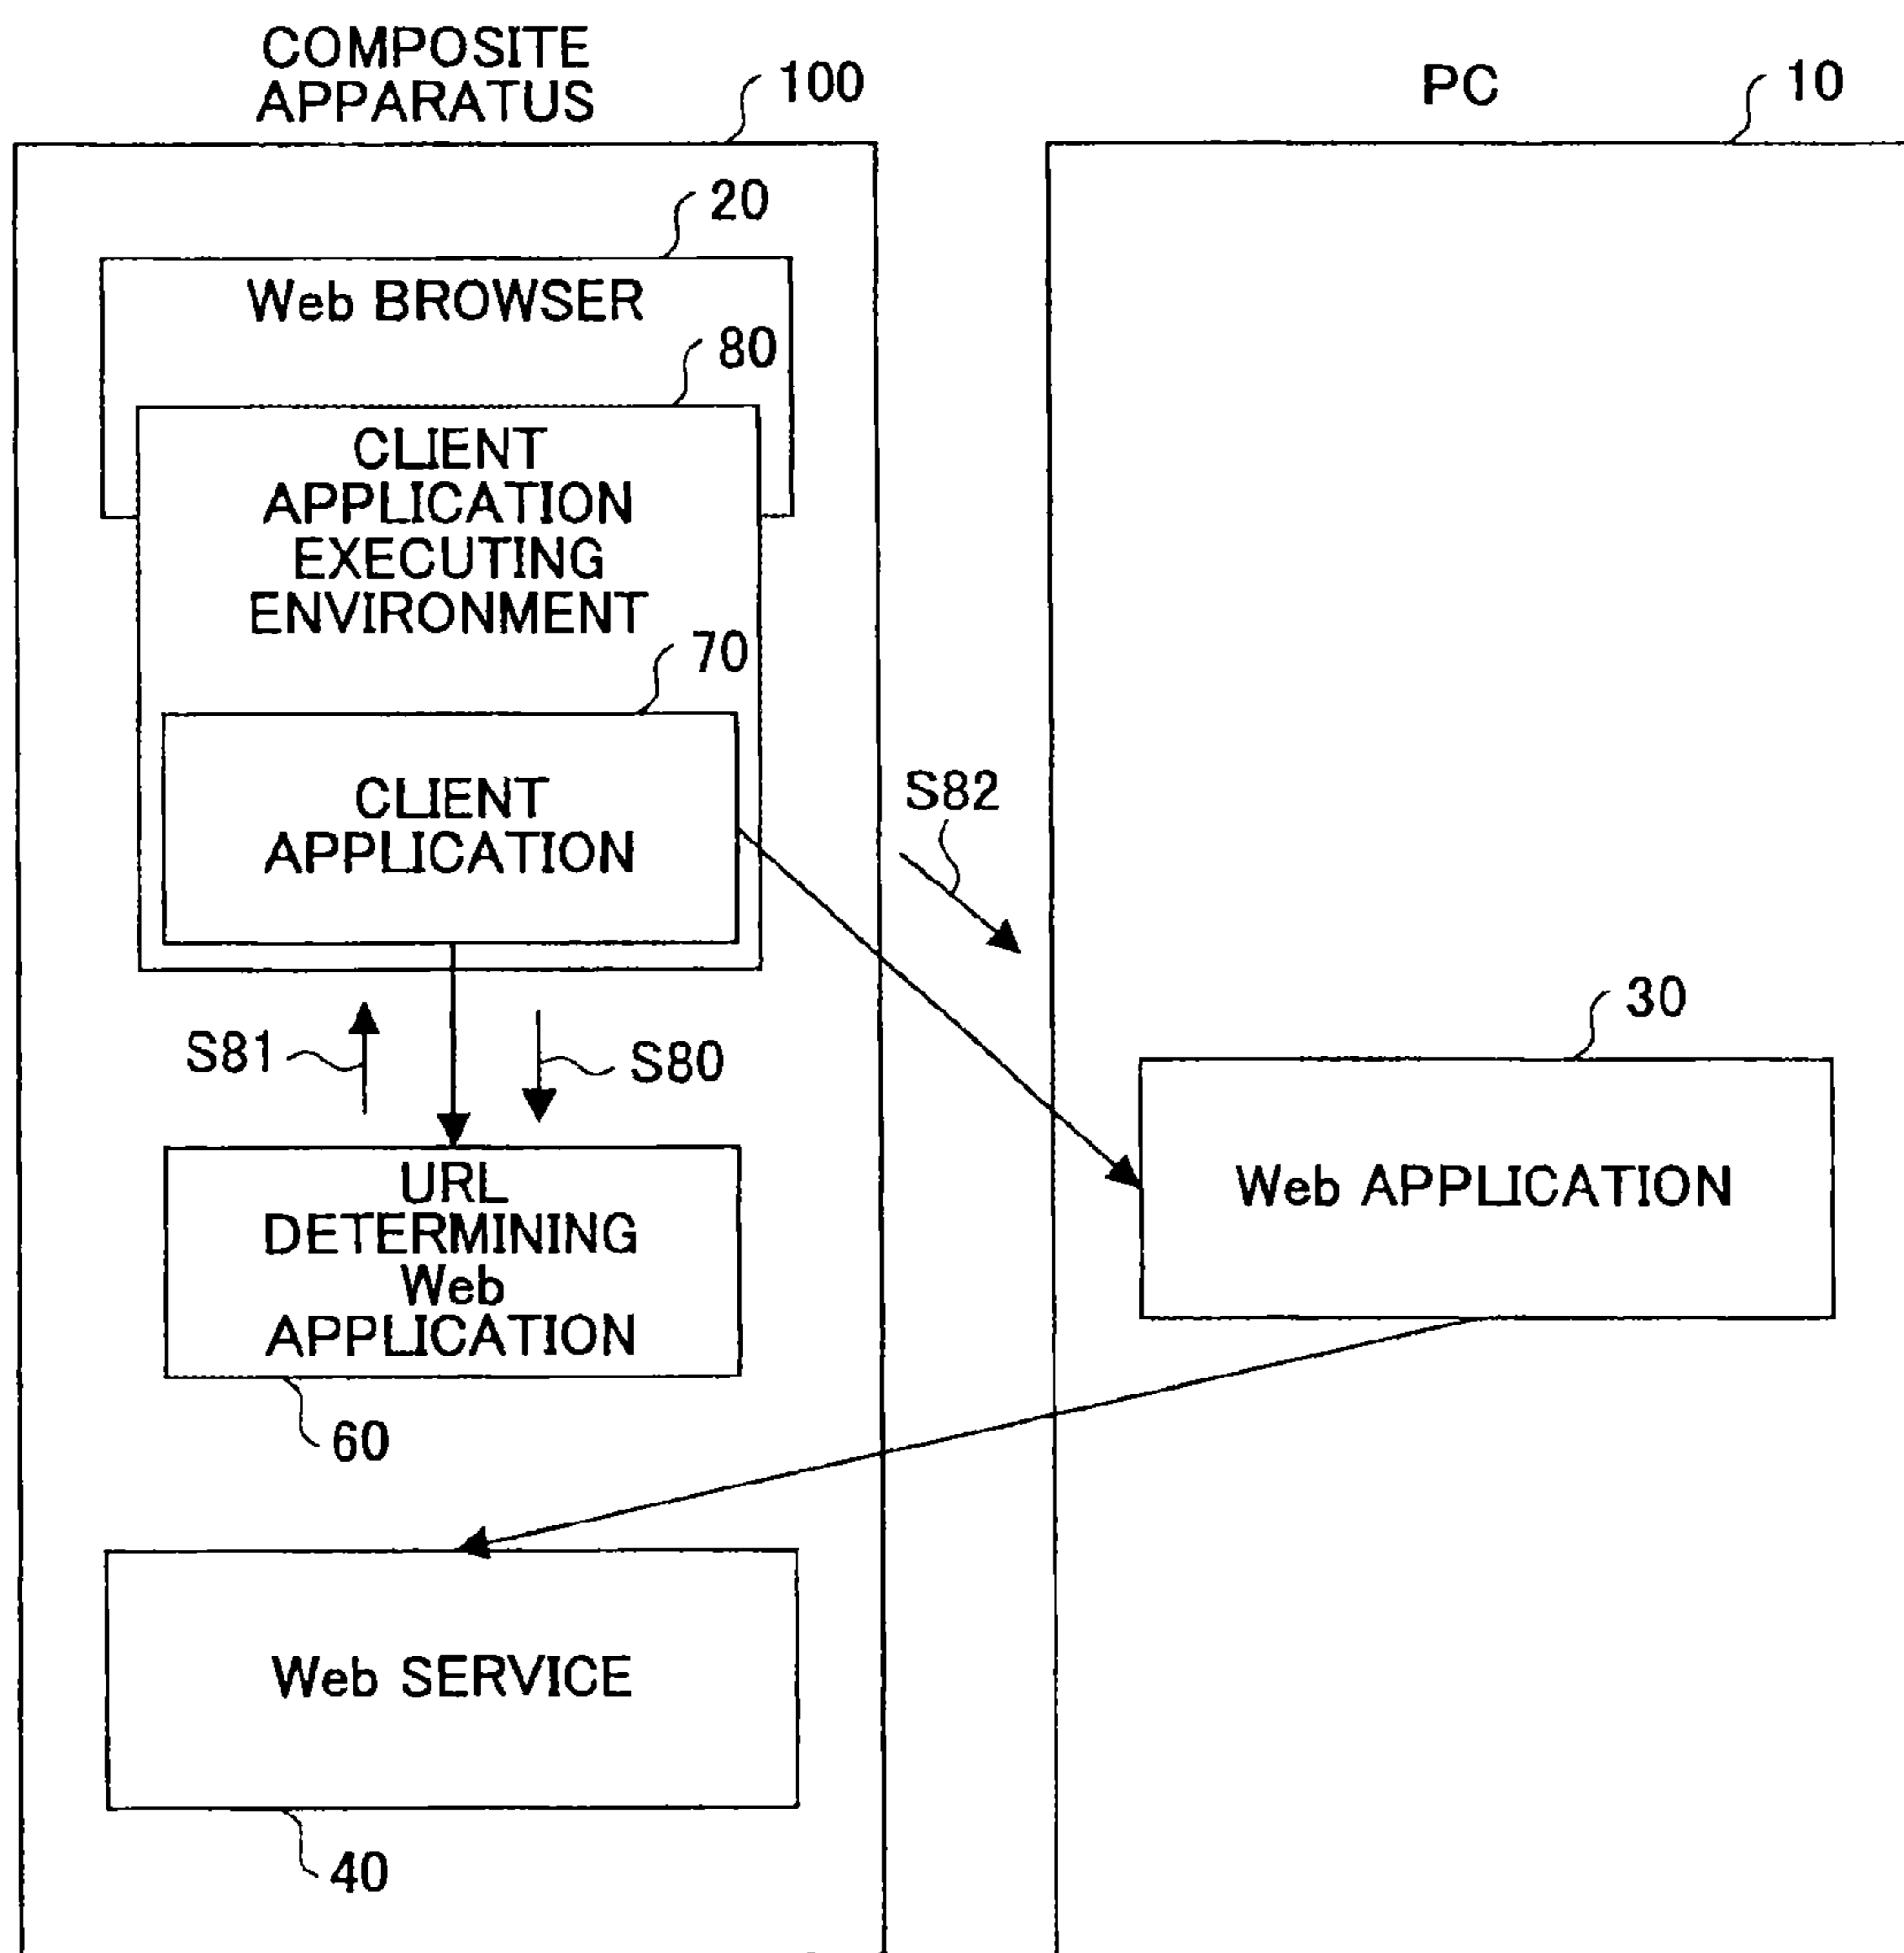 COMPOSITE
APPARATUS
100
PC
10
20
Web BROWSER
80
CLIENT
APPLICATION
EXECUTING
ENVIRONMENT
70
CLIENT
APPLICATION
S82
30
S81
S80
Web APPLICATION
URL
DETERMINING
Web
APPLICATION
60
Web SERVICE
40